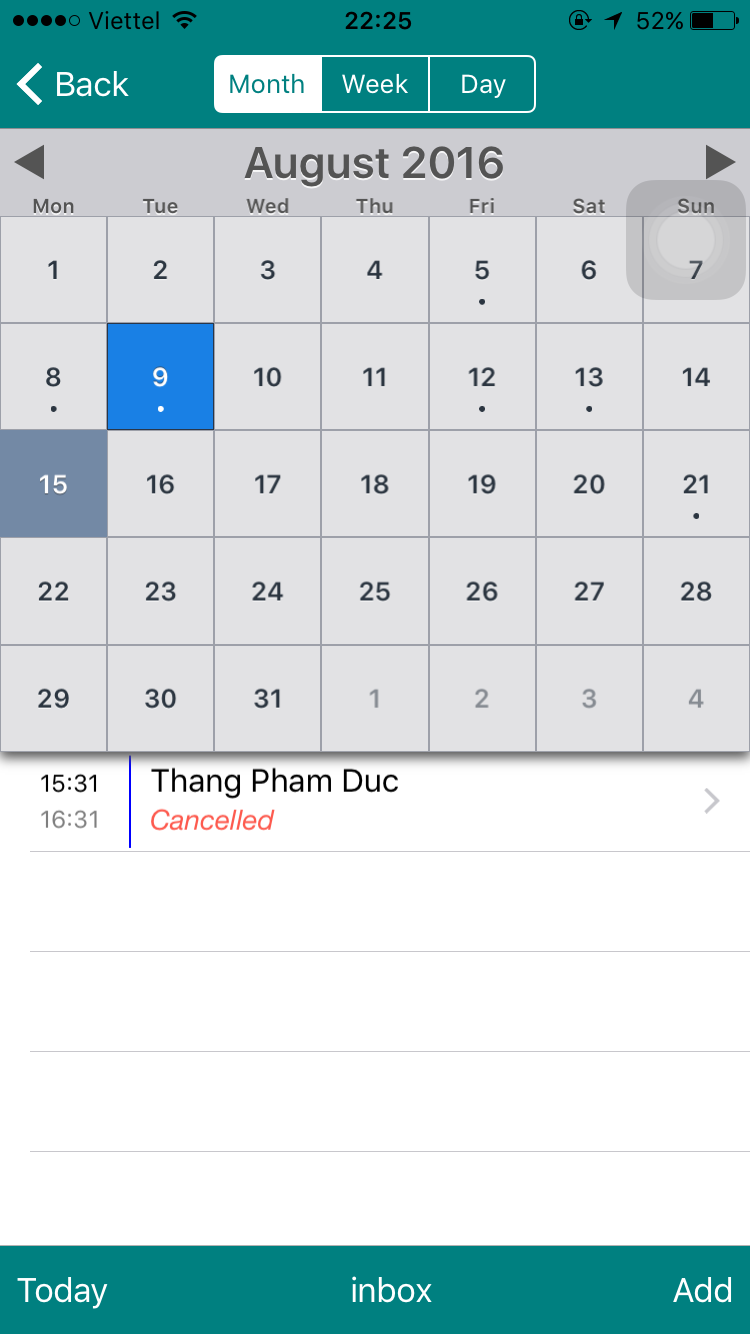 Viettel 22:25 52%
Back Month Week Day
August 2016
Mon Tue Wed Thu Fri Sat Sun
1 2 3 4 5 6 7
8 9 10 11 12 13 14
15 16 17 18 19 20 21
22 23 24 25 26 27 28
29 30 31 1 2 3 4
15:31 Thang Pham Duc
16:31 Cancelled
Today inbox Add